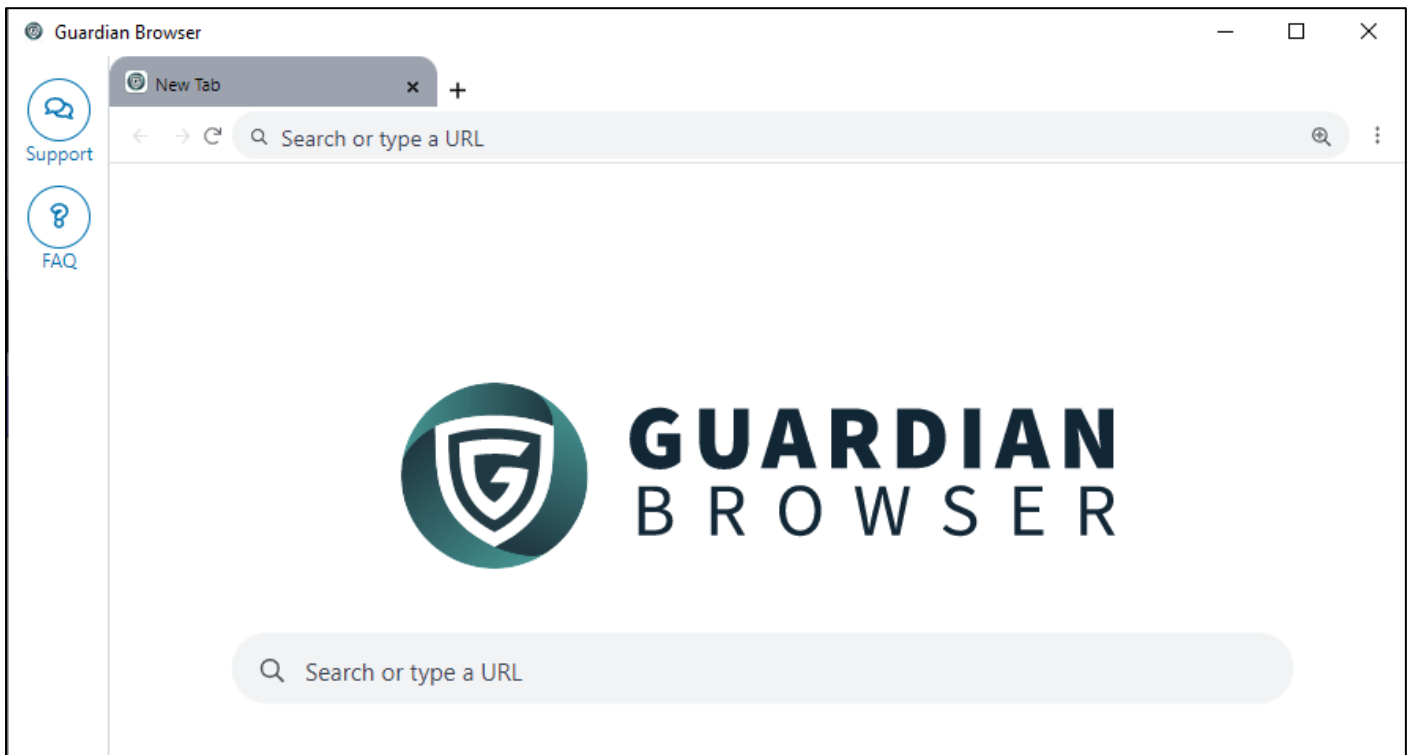 Guardian Browser
New Tab
Search or type a URL
Support
FAQ
GUARDIAN
BROWSER
Search or type a URL